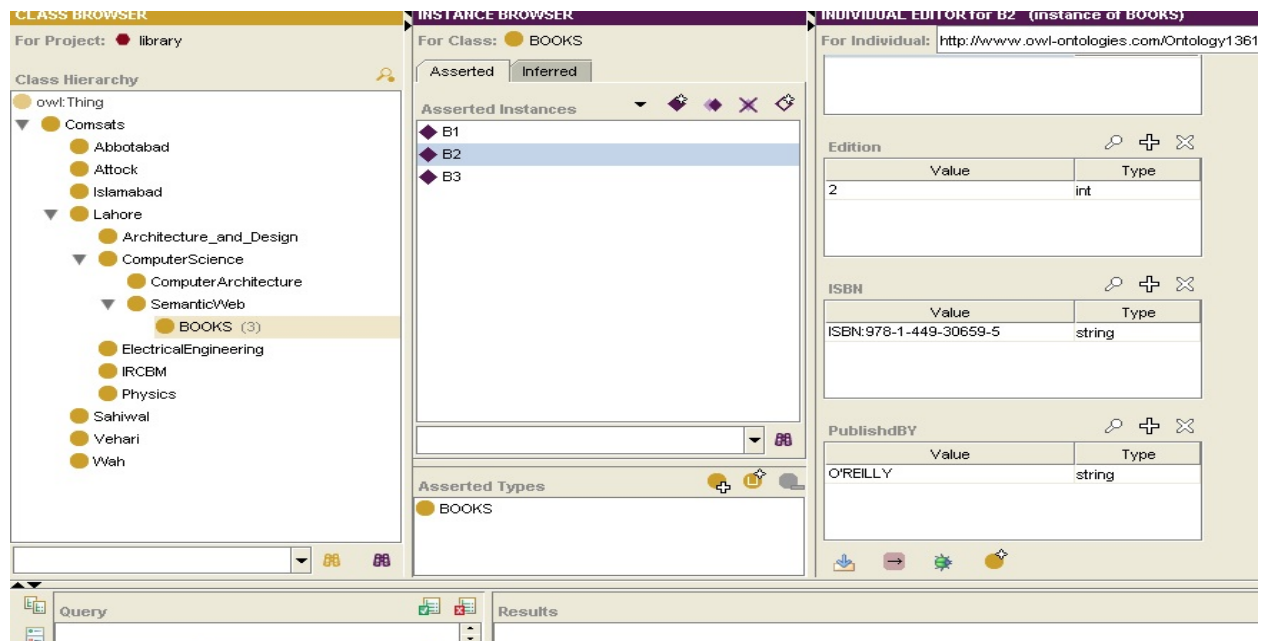 CLASS BROWSER
For Project: library
Class Hierarchy
owl:Thing
Comsats
Abbotabad
Attock
Islamabad
Lahore
Architecture_and_Design
ComputerScience
ComputerArchitecture
SemanticWeb
BOOKS (3)
ElectricalEngineering
IRCBM
Physics
Sahiwal
Vehari
Wah
INSTANCE BROWSER
For Class: BOOKS
Asserted Inferred
Asserted Instances
B1
B2
B3
Asserted Types
BOOKS
INDIVIDUAL EDITOR for B2 (instance of BOOKS)
For Individual: http://www.owl-ontologies.com/Ontology1361
Edition
Value Type
2 int
ISBN
Value Type
ISBN:978-1-449-30659-5 string
PublishdBY
Value Type
O'REILLY string
Query
Results